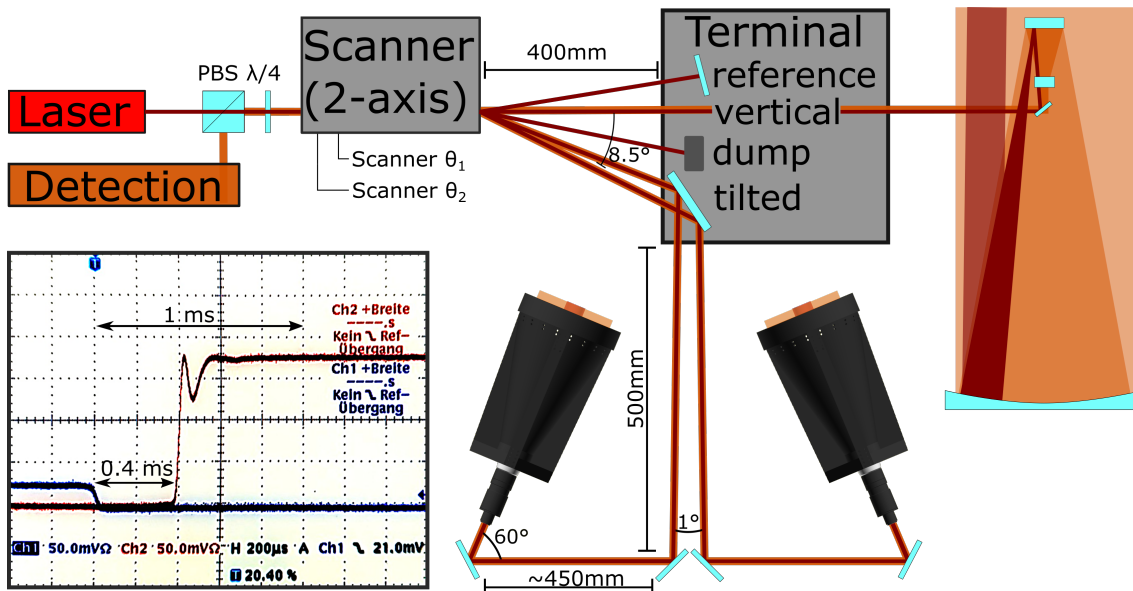 Laser
Detection
PBS λ/4
Scanner
(2-axis)
Scanner θ₁
Scanner θ₂
400mm
8.5°
Terminal
reference
vertical
dump
tilted
T
1 ms
Ch2 +Breite
----.s
Kein ↘ Ref-
Übergang
Ch1 +Breite
----.s
Kein ↘ Ref-
Übergang
0.4 ms
Ch1 50.0mVΩ Ch2 50.0mVΩ H 200µs A Ch1 ↘ 21.0mV
T 20.40 %
500mm
60°
1°
~450mm